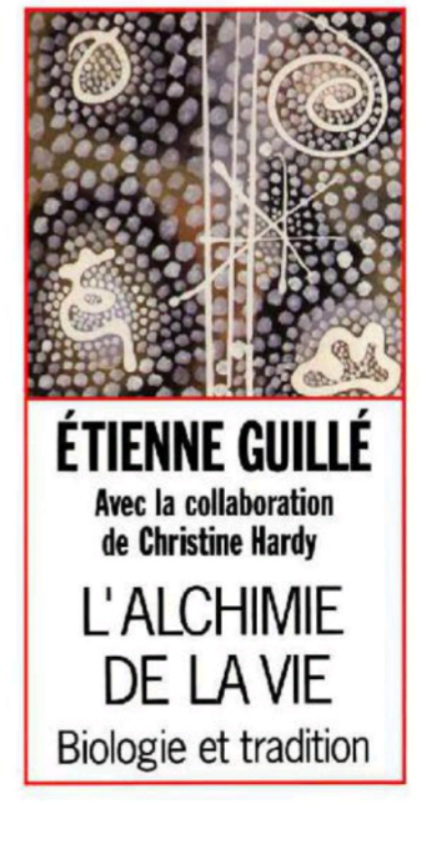 ÉTIENNE GUILLÉ
Avec la collaboration
de Christine Hardy
L'ALCHIMIE
DE LA VIE
Biologie et tradition